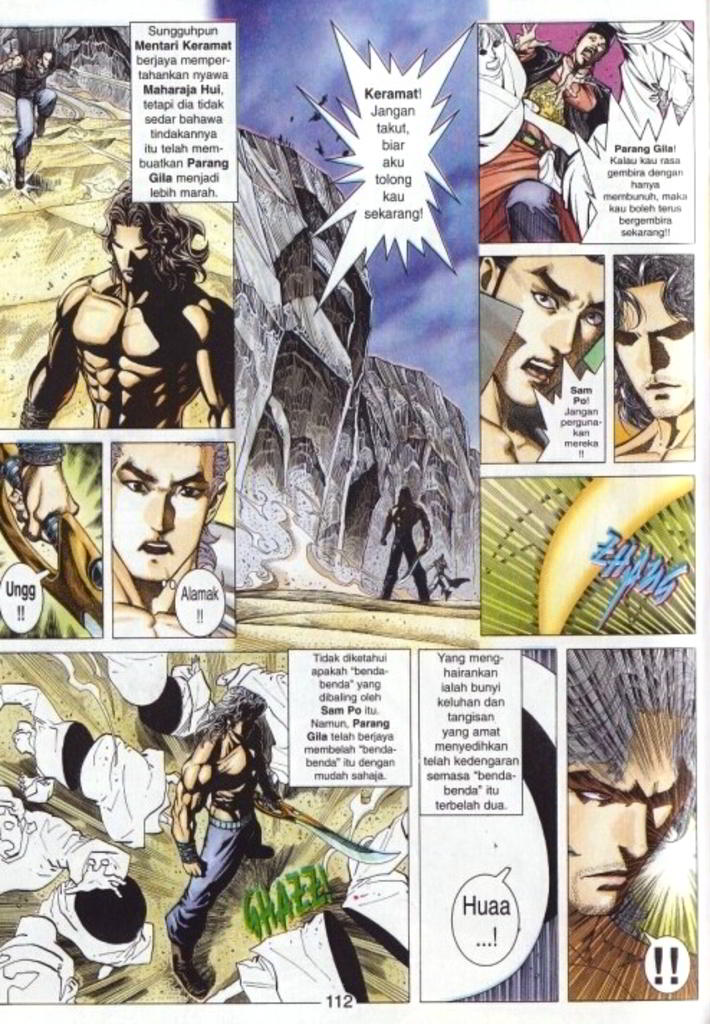 Sungguhpun
Mentari Keramat
berjaya memper-
tahankan nyawa
Maharaja Hui,
tetapi dia tidak
sedar bahawa
tindakannya
itu telah mem-
buatkan Parang
Gila menjadi
lebih marah.
Keramat!
Jangan
takut,
biar
aku
tolong
kau
sekarang!
Parang Gila!
Kalau kau rasa
gembira dengan
hanya
membunuh, maka
kau boleh terus
bergembira
sekarang!!
Sam
Po!
Jangan
perguna-
kan
mereka
!!
Ungg
!!
Alamak
!!
ZHANG
Tidak diketahui
apakah "benda-
benda" yang
dibaling oleh
Sam Po itu.
Namun, Parang
Gila telah berjaya
membelah "benda-
benda" itu dengan
mudah sahaja.
GHAZZ!
Yang meng-
hairankan
ialah bunyi
keluhan dan
tangisan
yang amat
menyedihkan
telah kedengaran
semasa "benda-
benda" itu
terbelah dua.
Huaa
...!
!!
112